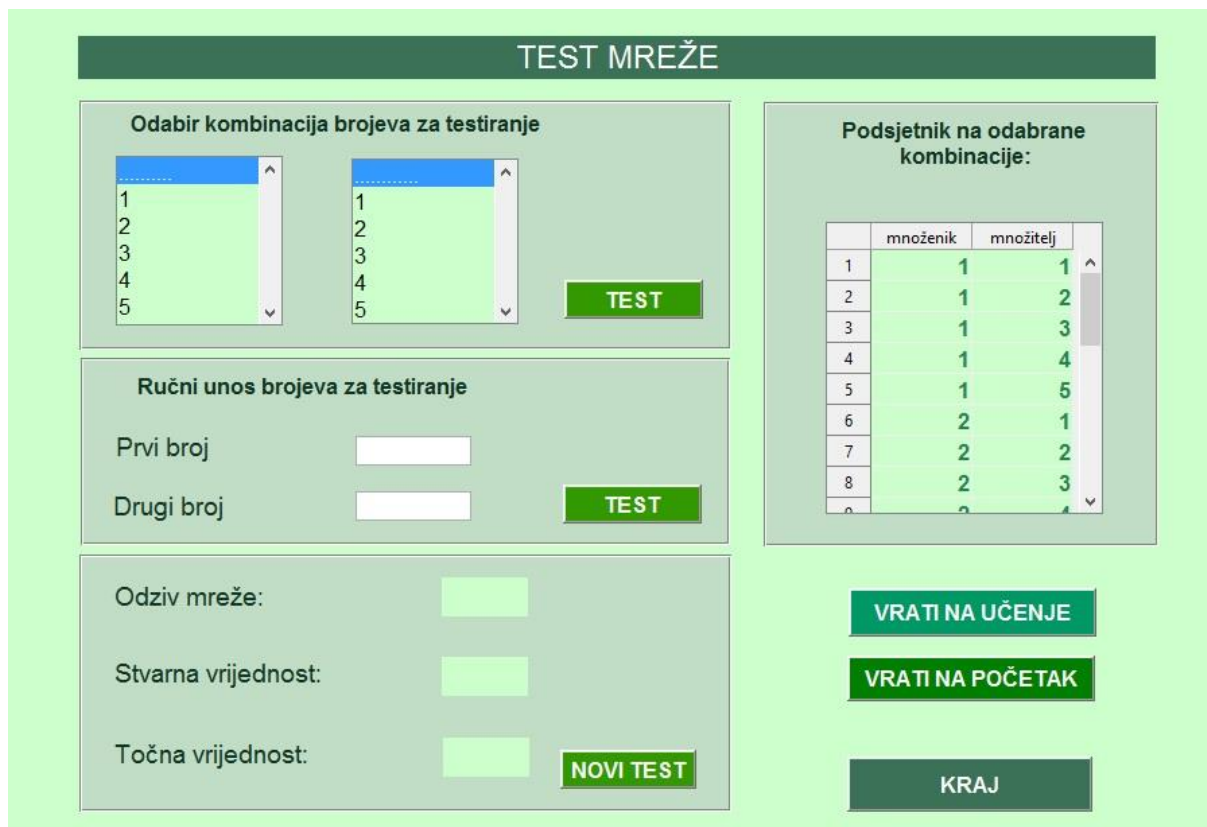 TEST MREŽE
Odabir kombinacija brojeva za testiranje
.......... ............
1 1
2 2
3 3
4 4
5 5
TEST
Ručni unos brojeva za testiranje
Prvi broj
Drugi broj
TEST
Odziv mreže:
Stvarna vrijednost:
Točna vrijednost:
NOVI TEST
Podsjetnik na odabrane
kombinacije:
množenik množitelj
1 1 1
2 1 2
3 1 3
4 1 4
5 1 5
6 2 1
7 2 2
8 2 3
9 2 4
VRATI NA UČENJE
VRATI NA POČETAK
KRAJ